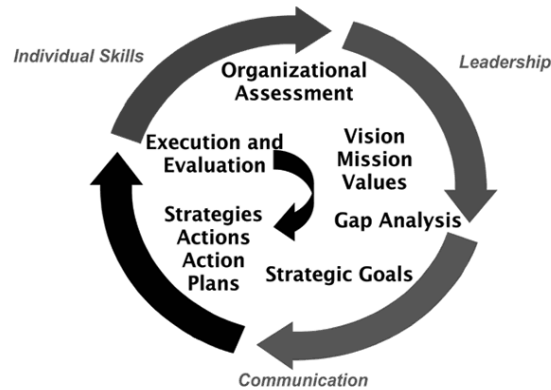 Individual Skills
Leadership
Organizational
Assessment
Execution and
Evaluation
Vision
Mission
Values
Strategies
Actions
Action
Plans
Gap Analysis
Strategic Goals
Communication